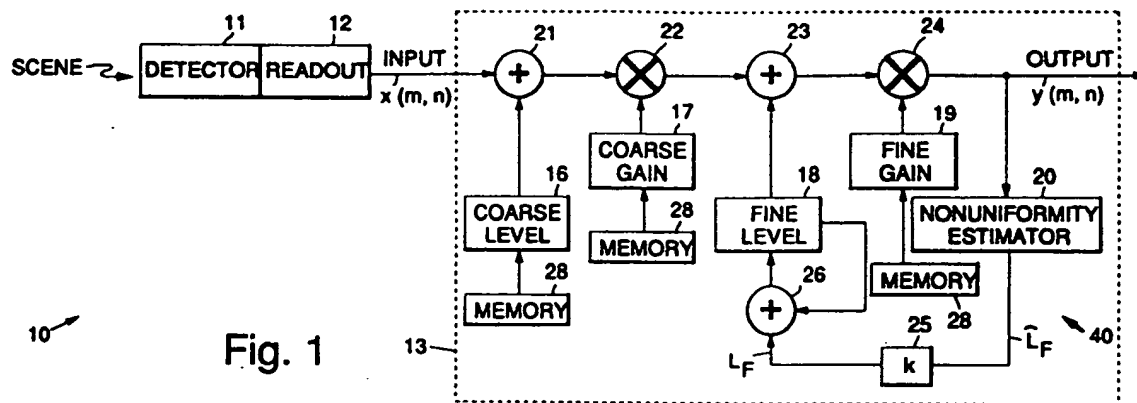 11
12
21
22
23
24
SCENE
DETECTOR
READOUT
INPUT
x (m, n)
+
+
OUTPUT
y (m, n)
17
COARSE
GAIN
19
FINE
GAIN
16
COARSE
LEVEL
28
MEMORY
18
FINE
LEVEL
20
NONUNIFORMITY
ESTIMATOR
28
MEMORY
26
+
MEMORY
28
10
Fig. 1
13
L_F
25
k
L̂_F
40